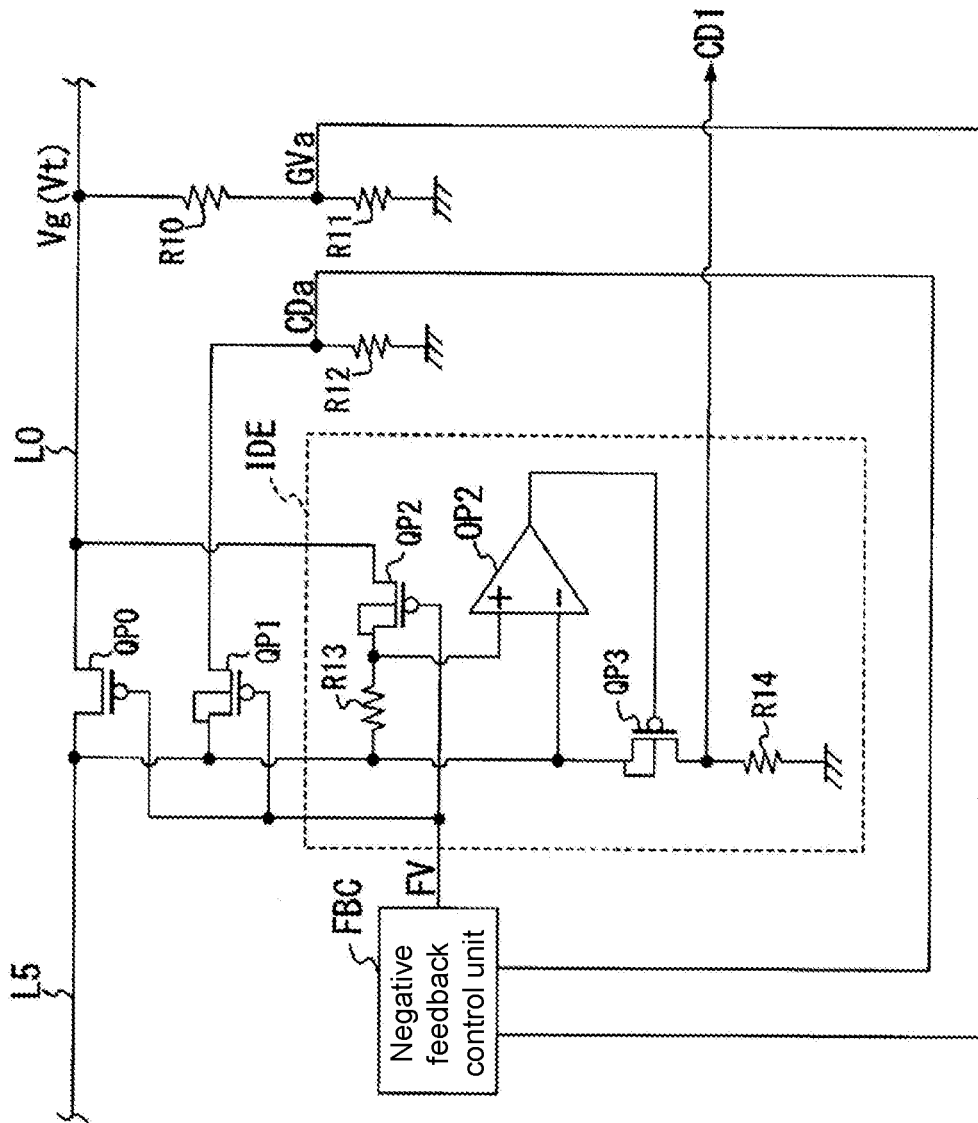 L5
L0
Vg(Vt)
QP0
QP1
CDa
GVa
R10
R11
R12
IDE
R13
QP2
OP2
QP3
R14
CD1
FV
FBC
Negative
feedback
control unit
+
−